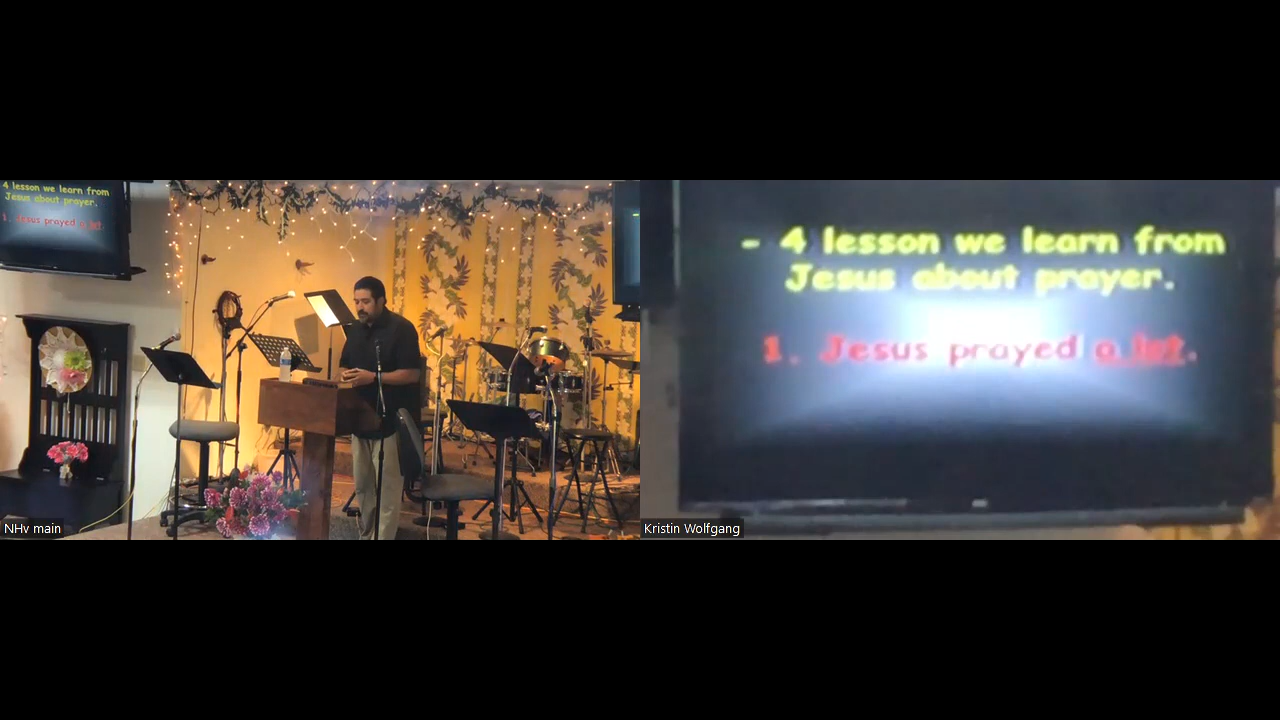 4 lesson we learn from
Jesus about prayer.
1. Jesus prayed a lot.
NHv main
- 4 lesson we learn from
Jesus about prayer.
1. Jesus prayed a lot.
Kristin Wolfgang